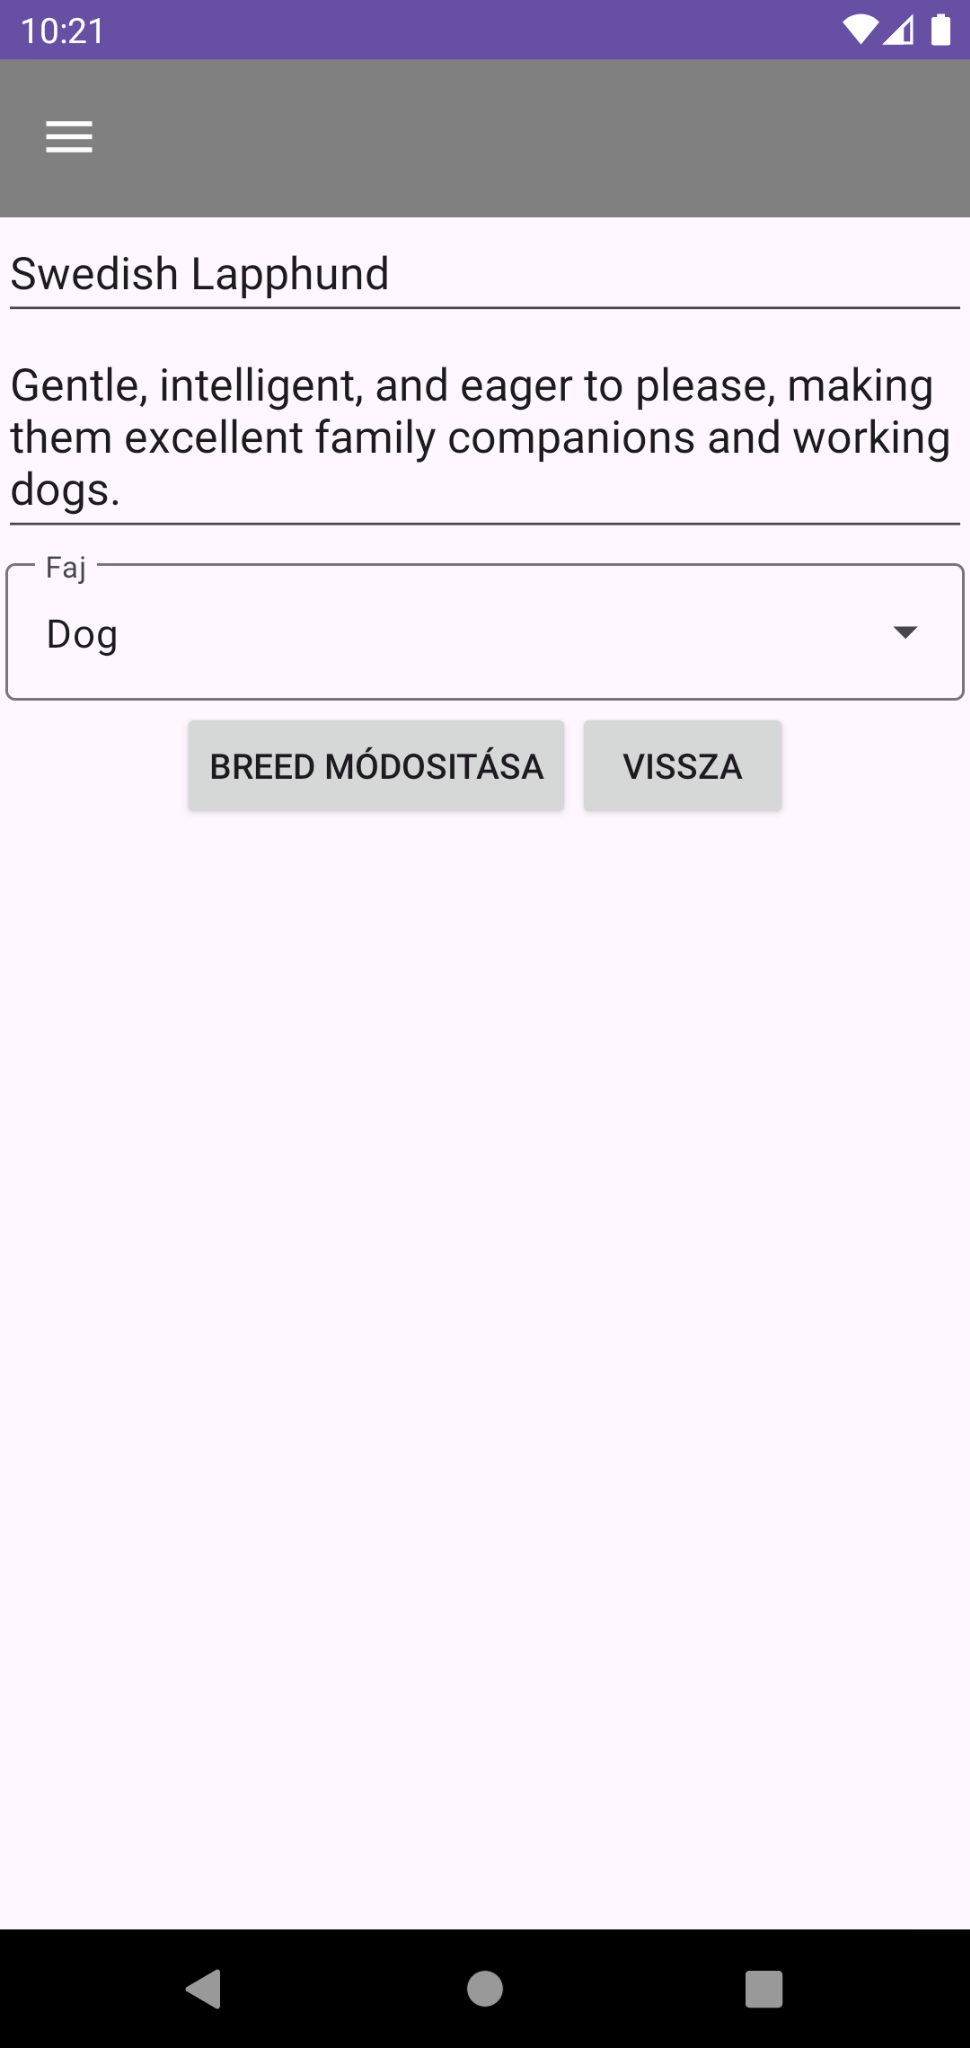 10:21
Swedish Lapphund
Gentle, intelligent, and eager to please, making
them excellent family companions and working
dogs.
Faj
Dog
BREED MÓDOSITÁSA
VISSZA